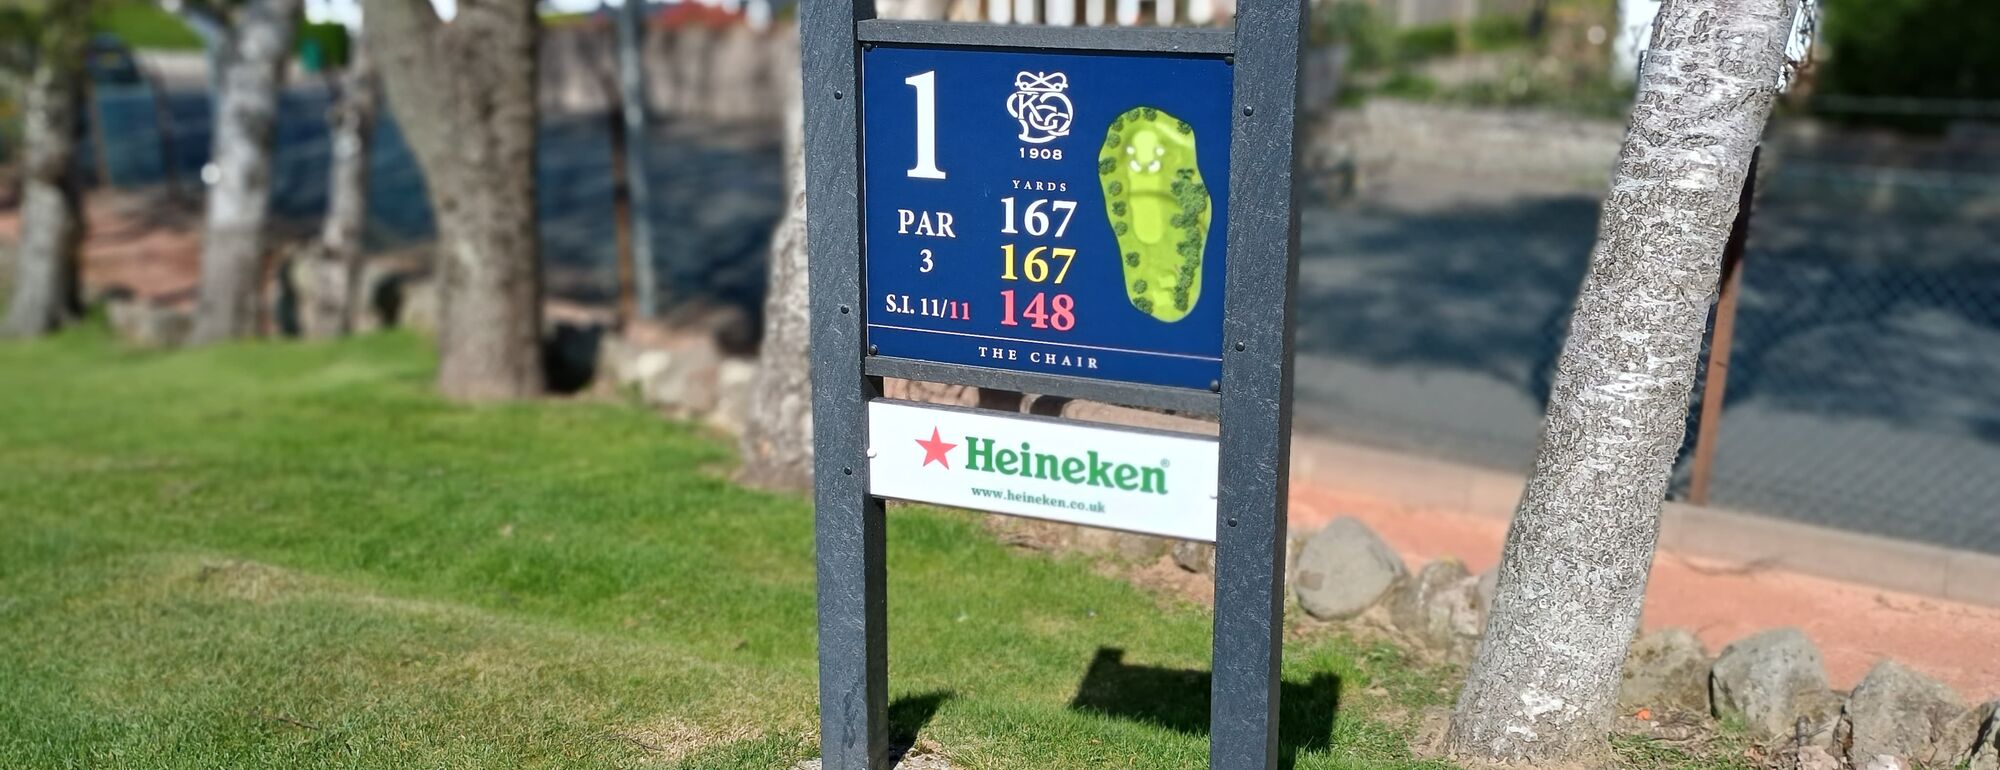 1
KGC
1908
YARDS
PAR 167
3 167
S.I. 11/11 148
THE CHAIR
Heineken®
www.heineken.co.uk